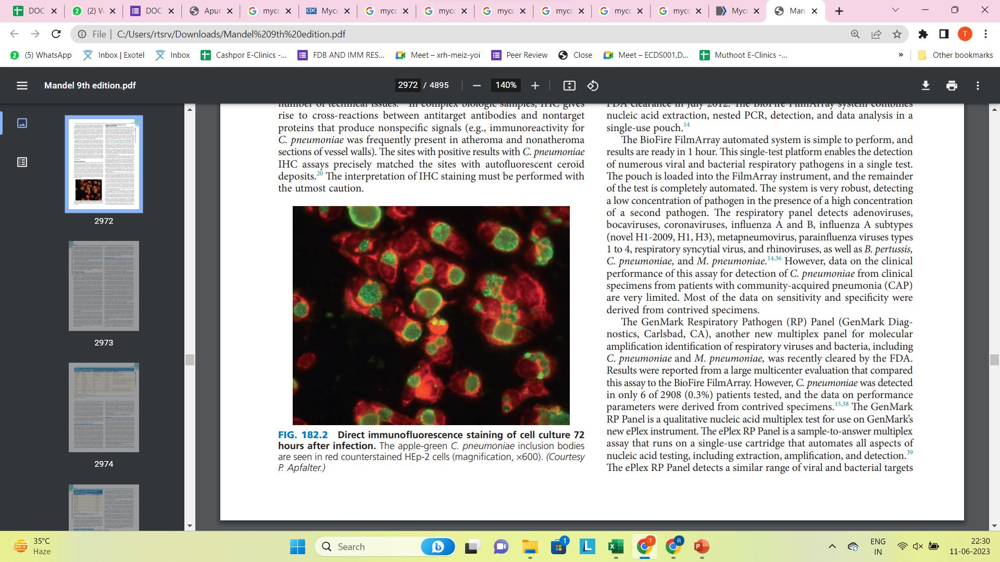 DOC
(2) W
DOC
Apur
myco
Myco
myco
myco
myco
myco
myco
myco
Myco
Man
File
C:/Users/rtsrv/Downloads/Mandel%209th%20edition.pdf
T
(5) WhatsApp
Inbox | Exotel
Inbox
Cashpor E-Clinics -...
FDB AND IMM RES...
Meet – xrh-meiz-yoi
Peer Review
Close
Meet – ECDS001,D...
Muthoot E-Clinics -...
»
Other bookmarks
Mandel 9th edition.pdf
2972 / 4895
140%
2972
2973
2974
number of technical issues. In complex biologic samples, IHC gives
rise to cross-reactions between antitarget antibodies and nontarget
proteins that produce nonspecific signals (e.g., immunoreactivity for
C. pneumoniae was frequently present in atheroma and nonatheroma
sections of vessel walls). The sites with positive results with C. pneumoniae
IHC assays precisely matched the sites with autofluorescent ceroid
deposits.20 The interpretation of IHC staining must be performed with
the utmost caution.
FIG. 182.2 Direct immunofluorescence staining of cell culture 72
hours after infection. The apple-green C. pneumoniae inclusion bodies
are seen in red counterstained HEp-2 cells (magnification, ×600). (Courtesy
P. Apfalter.)
FDA clearance in July 2012. The BioFire FilmArray system combines
nucleic acid extraction, nested PCR, detection, and data analysis in a
single-use pouch.14
The BioFire FilmArray automated system is simple to perform, and
results are ready in 1 hour. This single-test platform enables the detection
of numerous viral and bacterial respiratory pathogens in a single test.
The pouch is loaded into the FilmArray instrument, and the remainder
of the test is completely automated. The system is very robust, detecting
a low concentration of pathogen in the presence of a high concentration
of a second pathogen. The respiratory panel detects adenoviruses,
bocaviruses, coronaviruses, influenza A and B, influenza A subtypes
(novel H1-2009, H1, H3), metapneumovirus, parainfluenza viruses types
1 to 4, respiratory syncytial virus, and rhinoviruses, as well as B. pertussis,
C. pneumoniae, and M. pneumoniae.14,36 However, data on the clinical
performance of this assay for detection of C. pneumoniae from clinical
specimens from patients with community-acquired pneumonia (CAP)
are very limited. Most of the data on sensitivity and specificity were
derived from contrived specimens.
The GenMark Respiratory Pathogen (RP) Panel (GenMark Diag-
nostics, Carlsbad, CA), another new multiplex panel for molecular
amplification identification of respiratory viruses and bacteria, including
C. pneumoniae and M. pneumoniae, was recently cleared by the FDA.
Results were reported from a large multicenter evaluation that compared
this assay to the BioFire FilmArray. However, C. pneumoniae was detected
in only 6 of 2908 (0.3%) patients tested, and the data on performance
parameters were derived from contrived specimens.15,38 The GenMark
RP Panel is a qualitative nucleic acid multiplex test for use on GenMark's
new ePlex instrument. The ePlex RP Panel is a sample-to-answer multiplex
assay that runs on a single-use cartridge that automates all aspects of
nucleic acid testing, including extraction, amplification, and detection.39
The ePlex RP Panel detects a similar range of viral and bacterial targets
35°C
Haze
Search
1
ENG
IN
22:30
11-06-2023